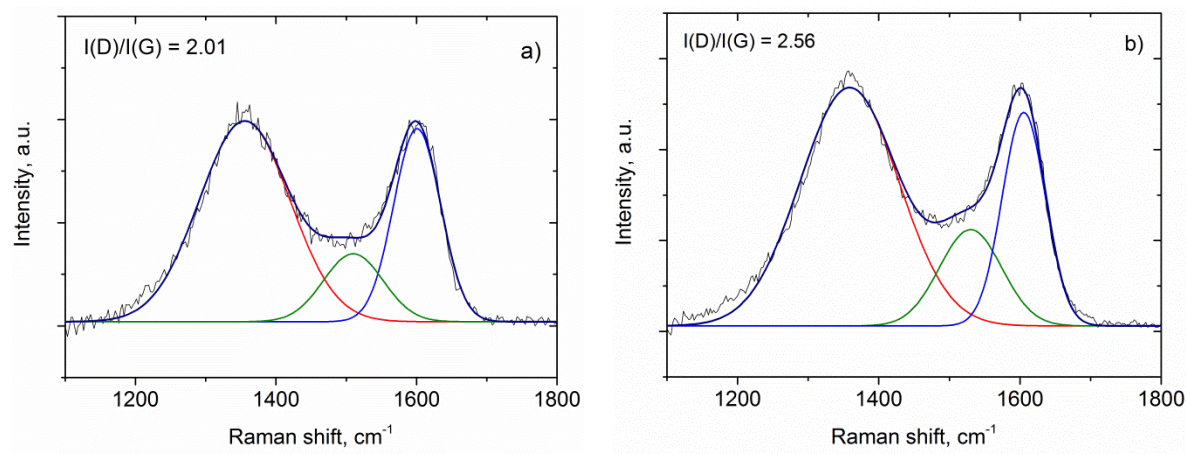 I(D)/I(G) = 2.01
a)
Intensity, a.u.
1200
1400
1600
1800
Raman shift, cm⁻¹
I(D)/I(G) = 2.56
b)
Intensity, a.u.
1200
1400
1600
1800
Raman shift, cm⁻¹